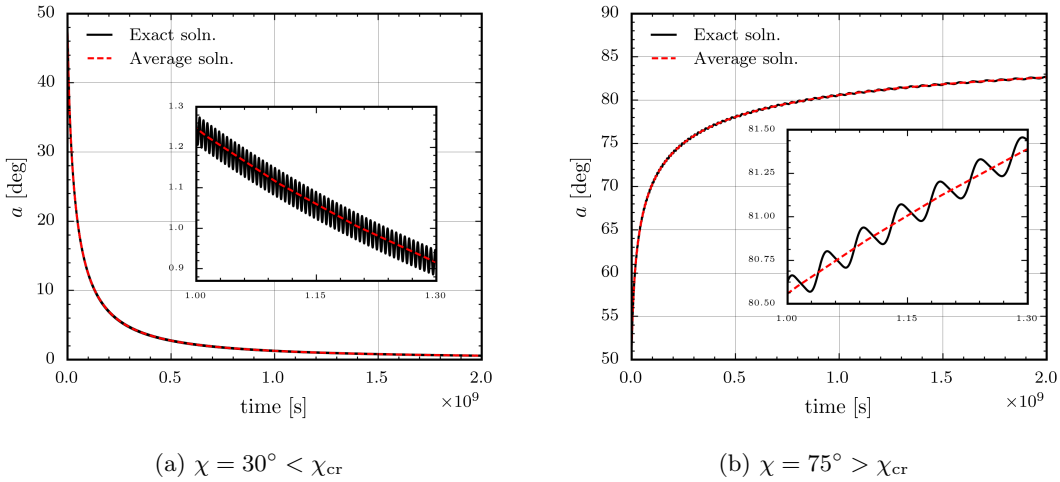 50
40
30
20
10
0
a [deg]
Exact soln.
Average soln.
1.3
1.2
1.1
1.0
0.9
1.00 1.15 1.30
0.0 0.5 1.0 1.5 2.0
time [s] ×10⁹
(a) χ = 30° < χcr
90
85
80
75
70
65
60
55
50
a [deg]
Exact soln.
Average soln.
81.50
81.25
81.00
80.75
80.50
1.00 1.15 1.30
0.0 0.5 1.0 1.5 2.0
time [s] ×10⁹
(b) χ = 75° > χcr